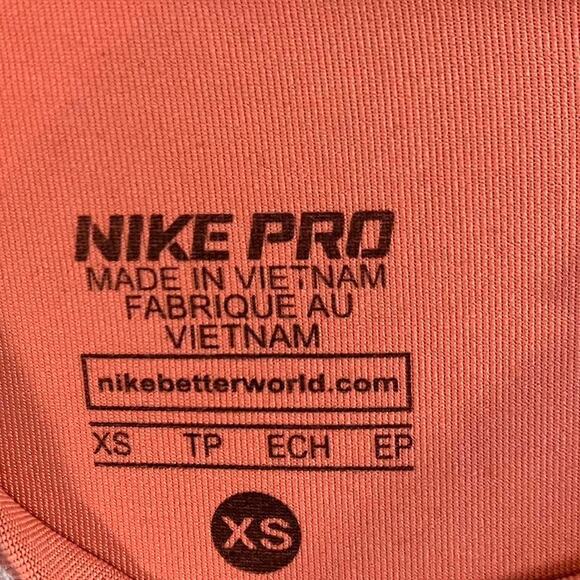 NIKE PRO
MADE IN VIETNAM
FABRIQUE AU
VIETNAM
nikebetterworld.com
XS TP ECH EP
XS